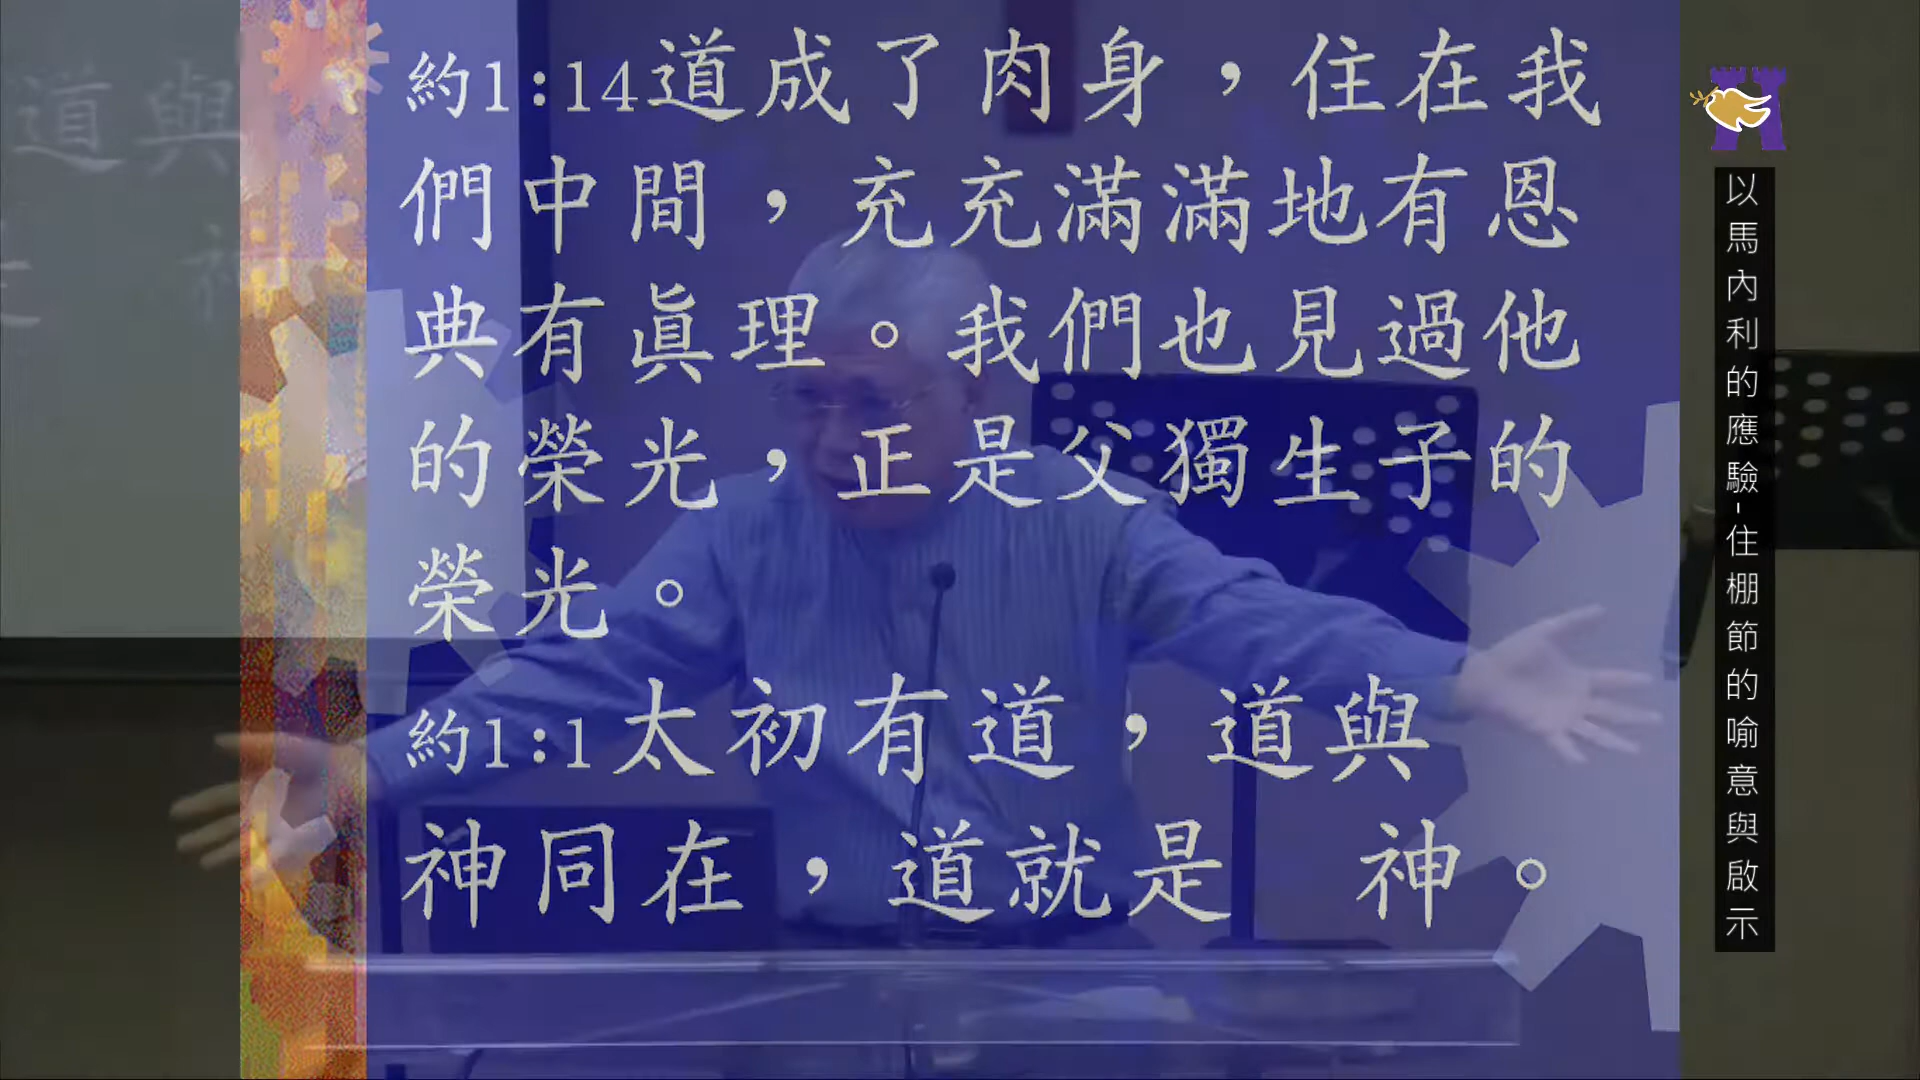 約1:14道成了肉身，住在我
們中間，充充滿滿地有恩
典有眞理。我們也見過他
的榮光，正是父獨生子的
榮光。
約1:1太初有道，道與
神同在，道就是　神。
以馬內利的應驗-住棚節的喻意與啟示
道與
神